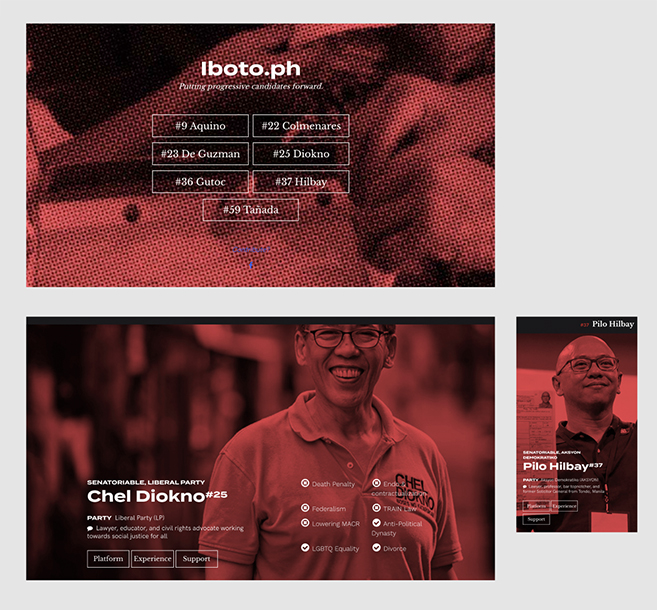 Iboto.ph
Putting progressive candidates forward.
#9 Aquino
#22 Colmenares
#23 De Guzman
#25 Diokno
#36 Gutoc
#37 Hilbay
#59 Tañada
SENATORIABLE, LIBERAL PARTY
Chel Diokno#25
PARTY Liberal Party (LP)
Lawyer, educator, and civil rights advocate working
towards social justice for all
Platform
Experience
Support
Death Penalty
Endo &
contractualization
Federalism
TRAIN Law
Lowering MACR
Anti-Political
Dynasty
LGBTQ Equality
Divorce
CHEL
DIOKNO
#37 Pilo Hilbay
SENATORIABLE, AKSYON
DEMOKRATIKO
Pilo Hilbay#37
PARTY Aksyon Demokratiko (AKSYON)
Lawyer, professor, bar topnotcher, and
former Solicitor General from Tondo, Manila
Platform
Experience
Support